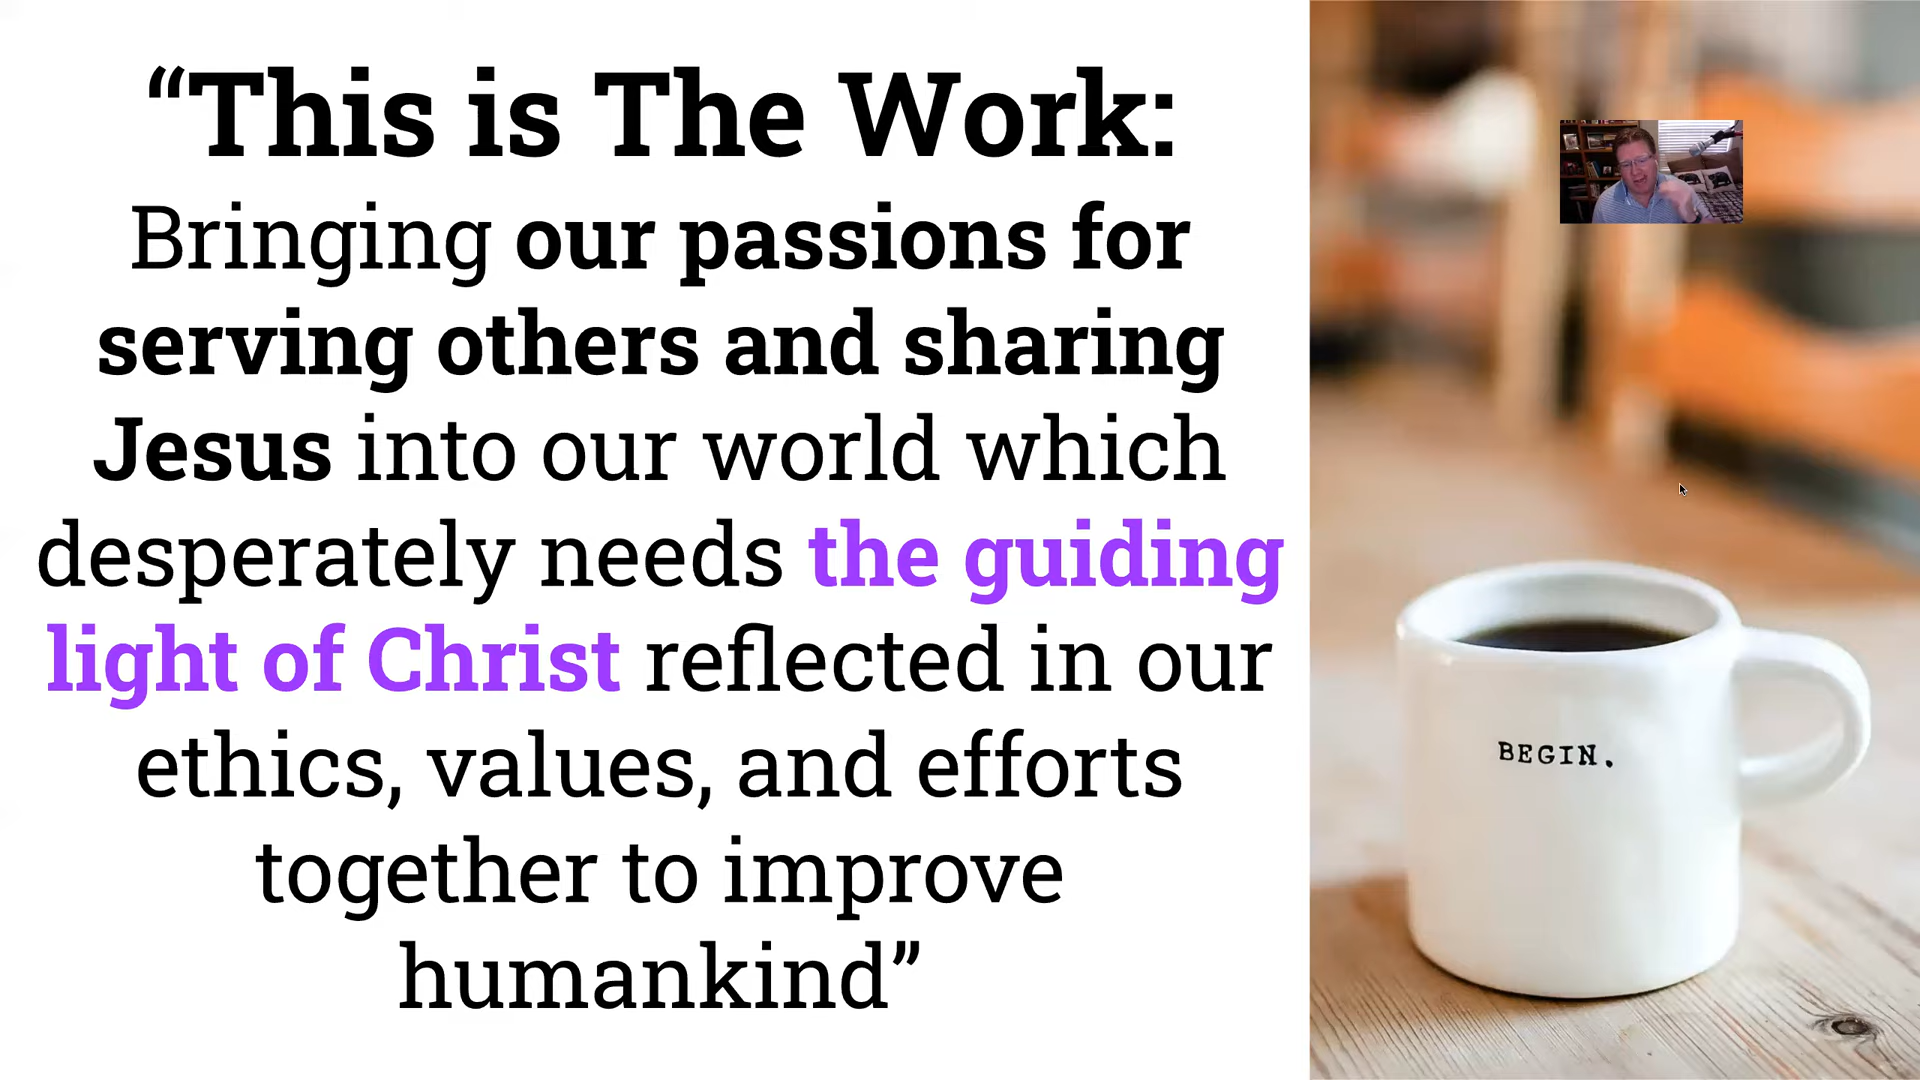 “This is The Work:
Bringing our passions for
serving others and sharing
Jesus into our world which
desperately needs the guiding
light of Christ reflected in our
ethics, values, and efforts
together to improve
humankind”
BEGIN.